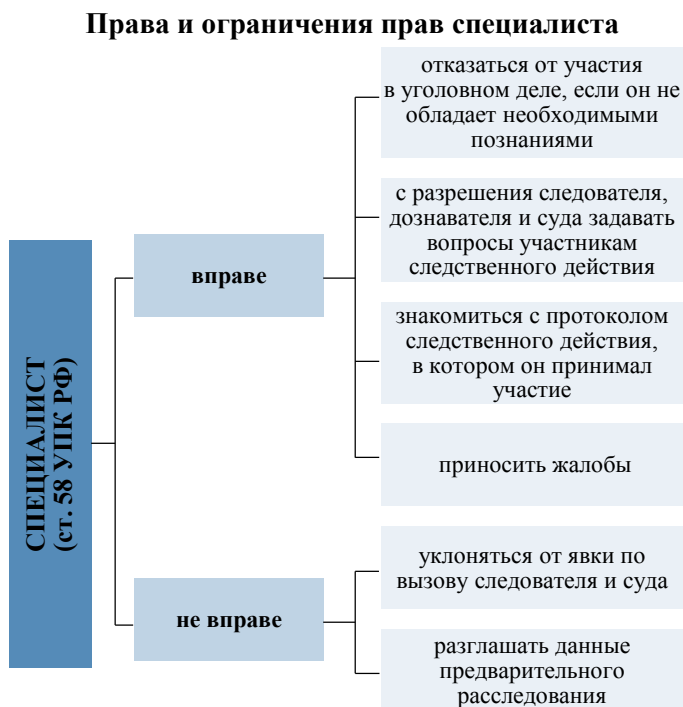 Права и ограничения прав специалиста
СПЕЦИАЛИСТ
(ст. 58 УПК РФ)
вправе
отказаться от участия
в уголовном деле, если он не
обладает необходимыми
познаниями
с разрешения следователя,
дознавателя и суда задавать
вопросы участникам
следственного действия
знакомиться с протоколом
следственного действия,
в котором он принимал
участие
приносить жалобы
не вправе
уклоняться от явки по
вызову следователя и суда
разглашать данные
предварительного
расследования